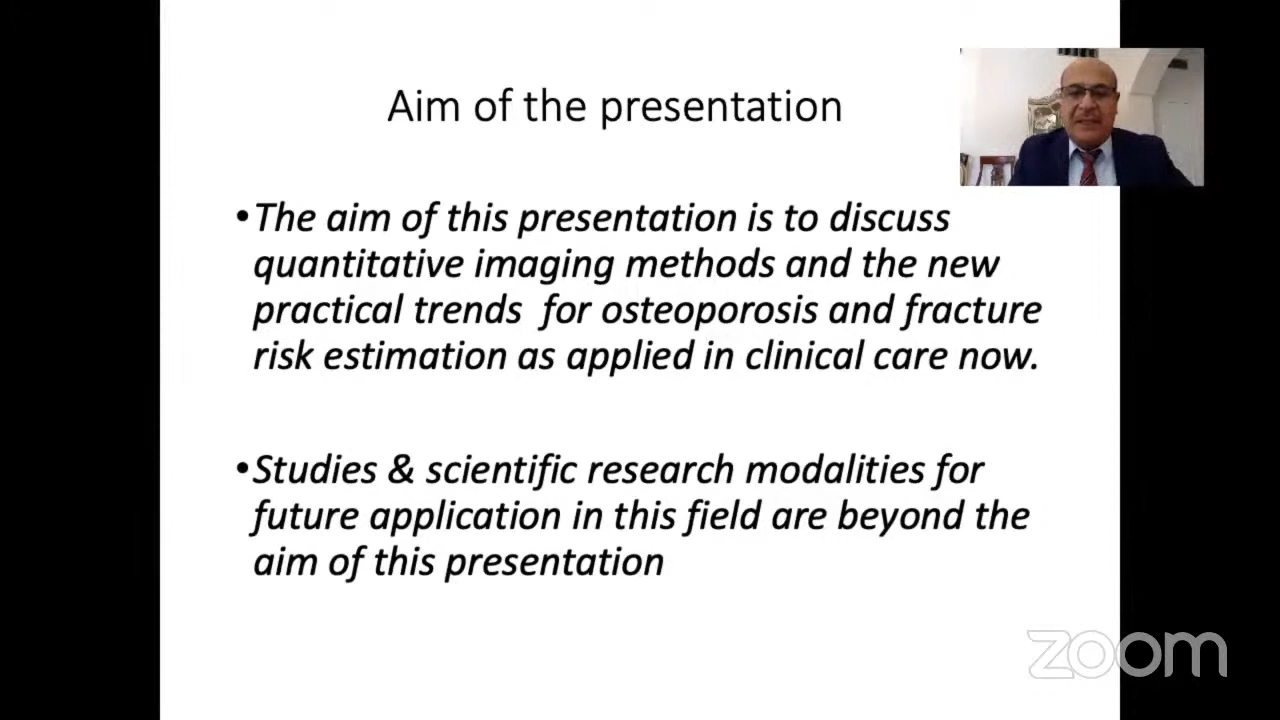 Aim of the presentation
•The aim of this presentation is to discuss
quantitative imaging methods and the new
practical trends  for osteoporosis and fracture
risk estimation as applied in clinical care now.
•Studies & scientific research modalities for
future application in this field are beyond the
aim of this presentation
zoom